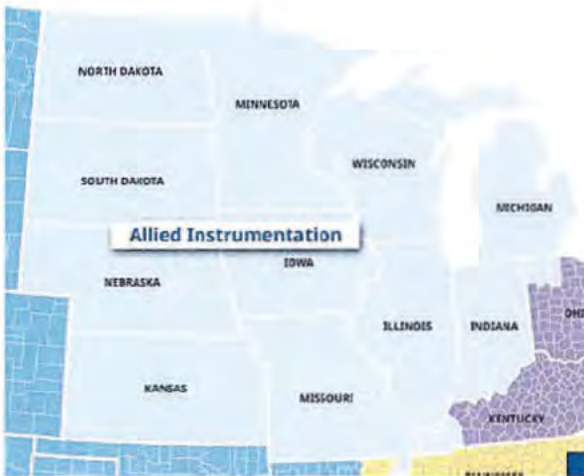 NORTH DAKOTA
MINNESOTA
WISCONSIN
SOUTH DAKOTA
MICHIGAN
Allied Instrumentation
IOWA
NEBRASKA
ILLINOIS
INDIANA
KANSAS
MISSOURI
KENTUCKY